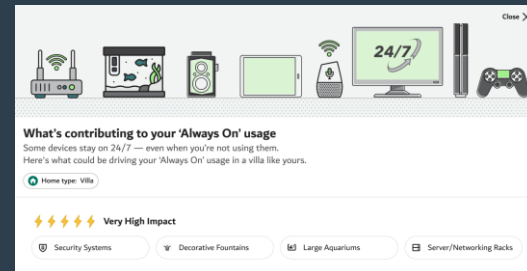 Close
24/7
What's contributing to your 'Always On' usage
Some devices stay on 24/7 — even when you're not using them.
Here's what could be driving your 'Always On' usage in a villa like yours.
Home type: Villa
Very High Impact
Security Systems
Decorative Fountains
Large Aquariums
Server/Networking Racks